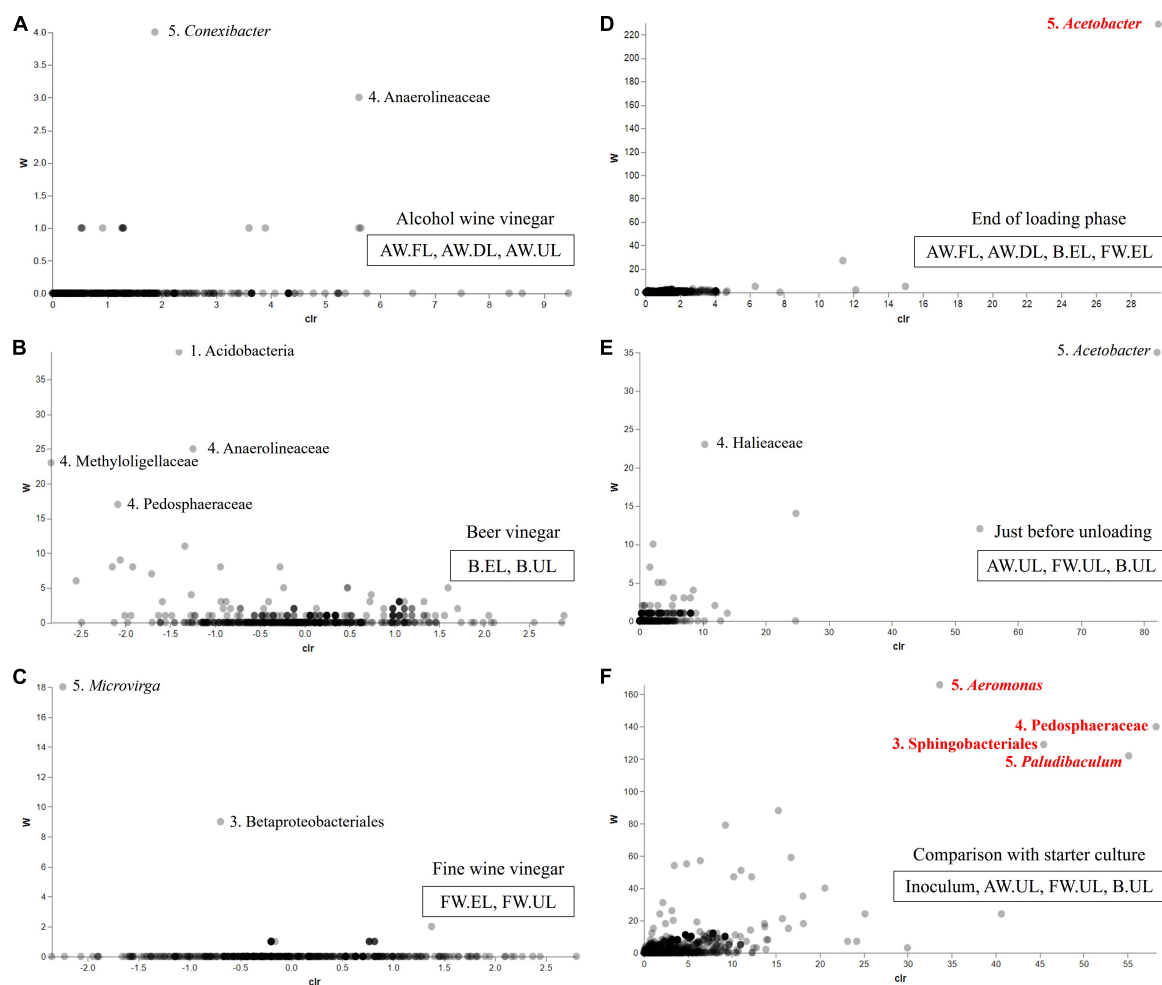 A
5. Conexibacter
4. Anaerolineaceae
Alcohol wine vinegar
AW.FL, AW.DL, AW.UL
W
4.0
3.5
3.0
2.5
2.0
1.5
1.0
0.5
0.0
0 1 2 3 4 5 6 7 8 9
clr
B
1. Acidobacteria
4. Anaerolineaceae
4. Methyloligellaceae
4. Pedosphaeraceae
Beer vinegar
B.EL, B.UL
W
35
30
25
20
15
10
5
0
-2.5 -2.0 -1.5 -1.0 -0.5 0.0 0.5 1.0 1.5 2.0 2.5
clr
C
5. Microvirga
3. Betaproteobacteriales
Fine wine vinegar
FW.EL, FW.UL
W
18
16
14
12
10
8
6
4
2
0
-2.0 -1.5 -1.0 -0.5 0.0 0.5 1.0 1.5 2.0 2.5
clr
D
5. Acetobacter
End of loading phase
AW.FL, AW.DL, B.EL, FW.EL
W
220
200
180
160
140
120
100
80
60
40
20
0
0 2 4 6 8 10 12 14 16 18 20 22 24 26 28
clr
E
5. Acetobacter
4. Halieaceae
Just before unloading
AW.UL, FW.UL, B.UL
W
35
30
25
20
15
10
5
0
0 10 20 30 40 50 60 70 80
clr
F
5. Aeromonas
4. Pedosphaeraceae
3. Sphingobacteriales
5. Paludibaculum
Comparison with starter culture
Inoculum, AW.UL, FW.UL, B.UL
W
160
140
120
100
80
60
40
20
0
0 5 10 15 20 25 30 35 40 45 50 55
clr